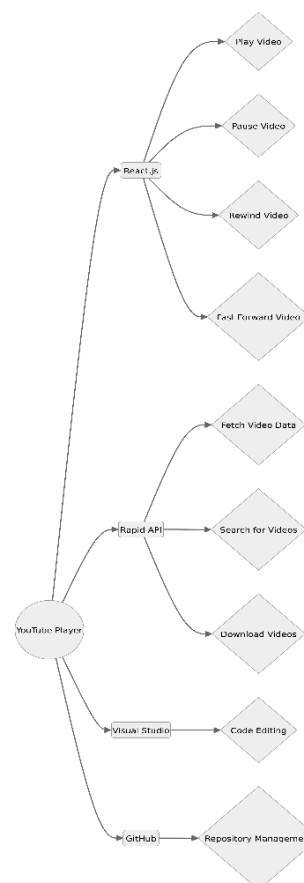 Play Video
Pause Video
React.js
Rewind Video
Fast Forward Video
Fetch Video Data
Rapid API
Search for Videos
YouTube Player
Download Videos
Visual Studio
Code Editing
GitHub
Repository Manageme